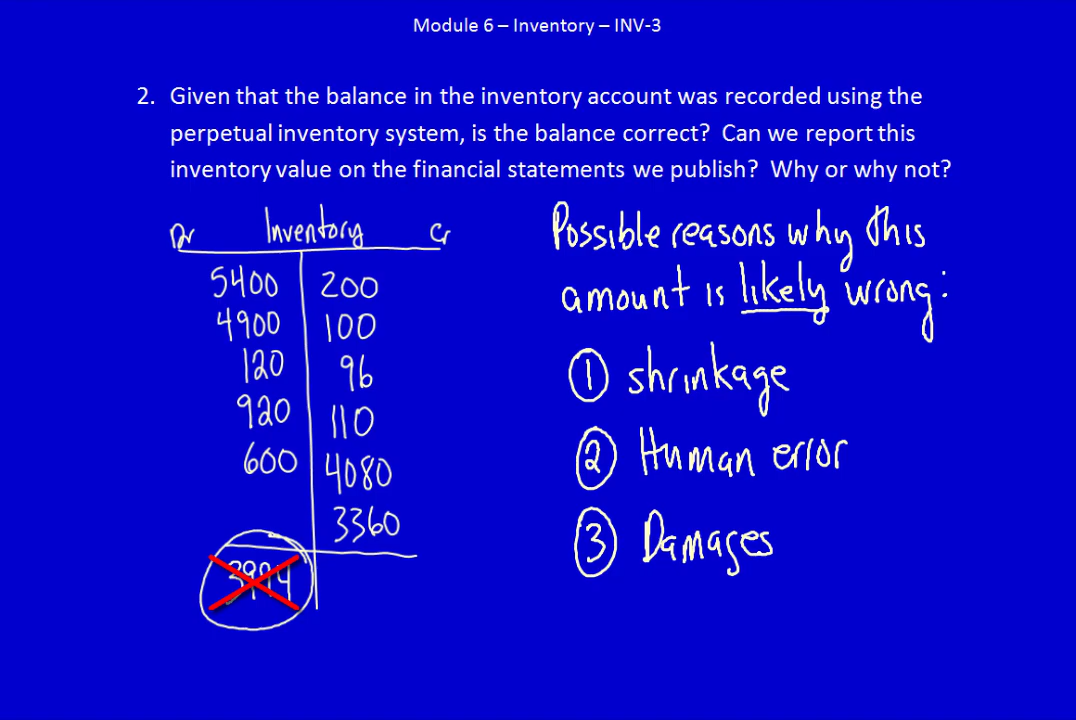 Module 6 – Inventory – INV-3
2. Given that the balance in the inventory account was recorded using the
perpetual inventory system, is the balance correct? Can we report this
inventory value on the financial statements we publish? Why or why not?
Dr Inventory Cr
5400 200
4900 100
120 96
920 110
600 4080
3360
3994
Possible reasons why this
amount is likely wrong:
1 shrinkage
2 Human error
3 Damages